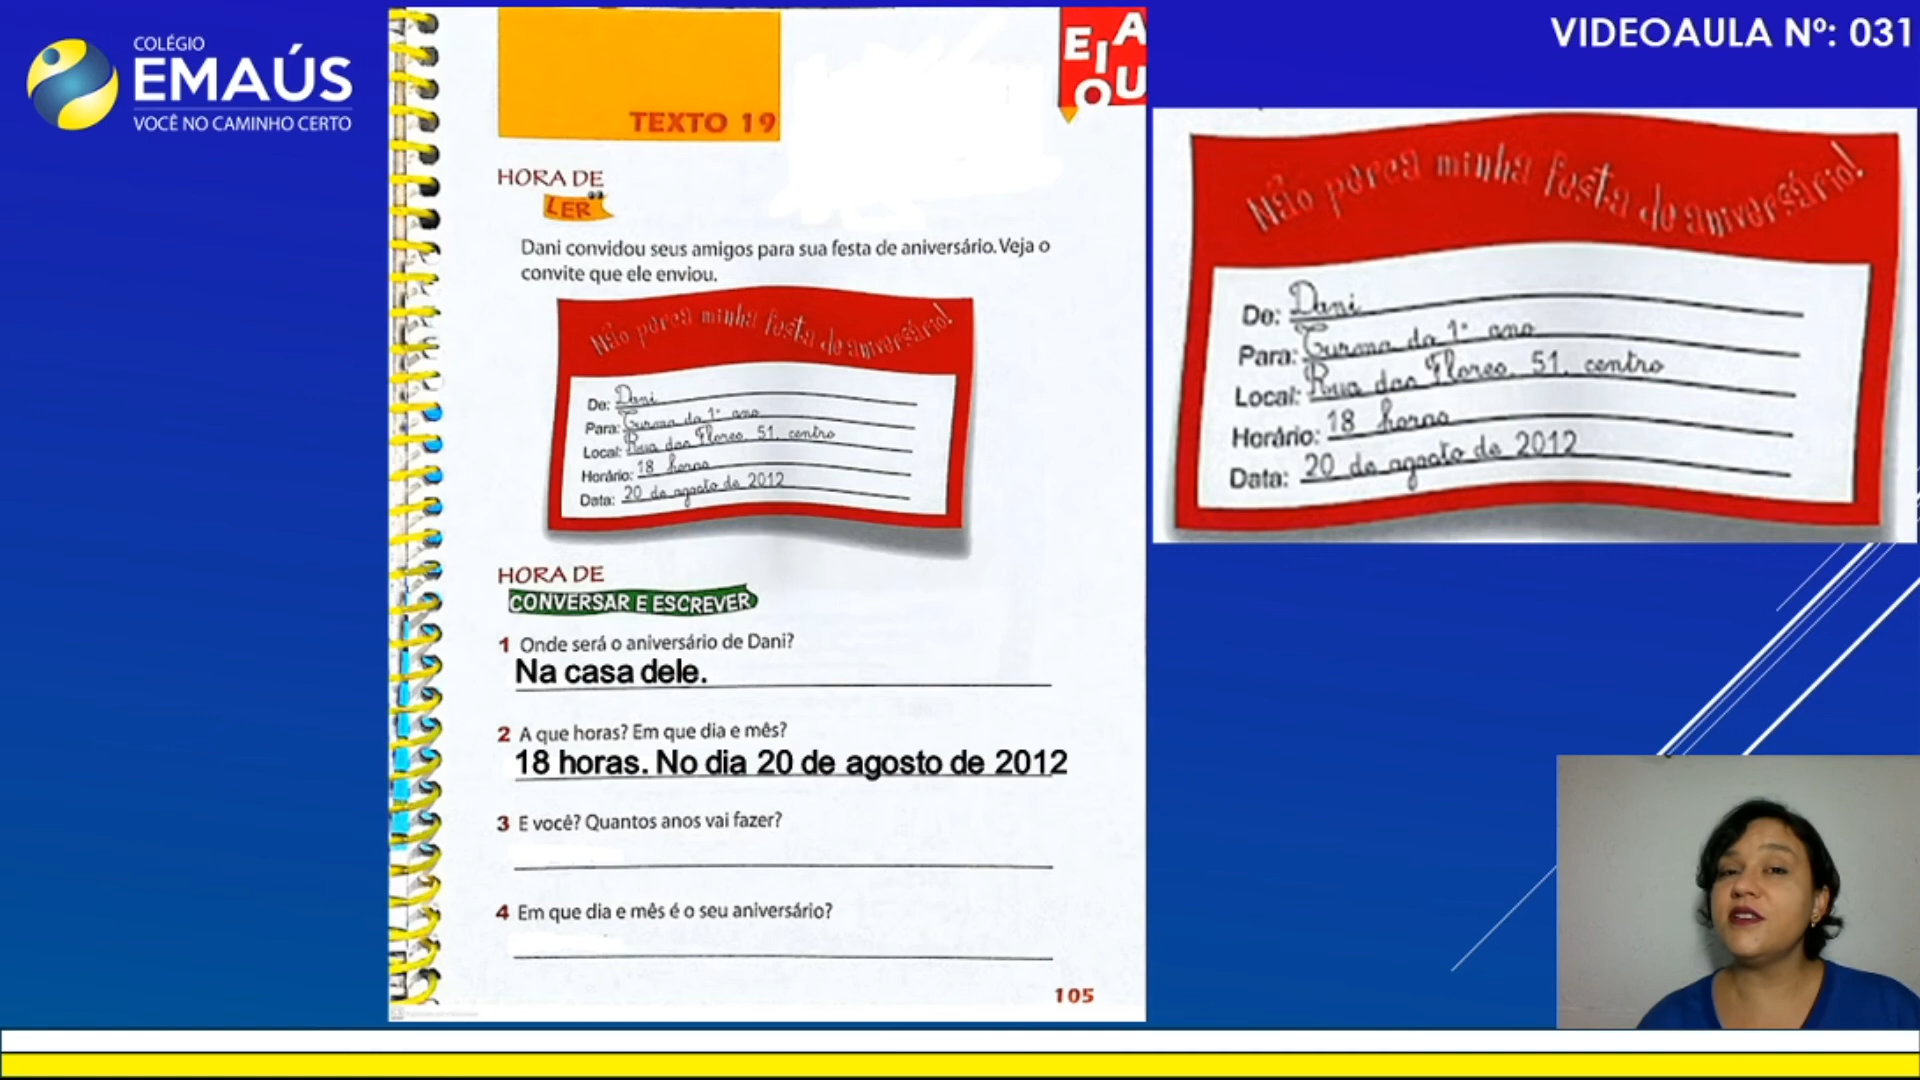 COLÉGIO
EMAÚS
VOCÊ NO CAMINHO CERTO
VIDEOAULA Nº: 031
TEXTO 19
E I A
O U
HORA DE
LER
Dani convidou seus amigos para sua festa de aniversário. Veja o
convite que ele enviou.
Não perca minha festa de aniversário!
De: Dani
Para: Turma do 1º ano
Local: Rua das Flores, 51, centro
Horário: 18 horas
Data: 20 de agosto de 2012
HORA DE
CONVERSAR E ESCREVER
1 Onde será o aniversário de Dani?
Na casa dele.
2 A que horas? Em que dia e mês?
18 horas. No dia 20 de agosto de 2012
3 E você? Quantos anos vai fazer?
4 Em que dia e mês é o seu aniversário?
105
Não perca minha festa de aniversário!
De: Dani
Para: Turma do 1º ano
Local: Rua das Flores, 51, centro
Horário: 18 horas
Data: 20 de agosto de 2012